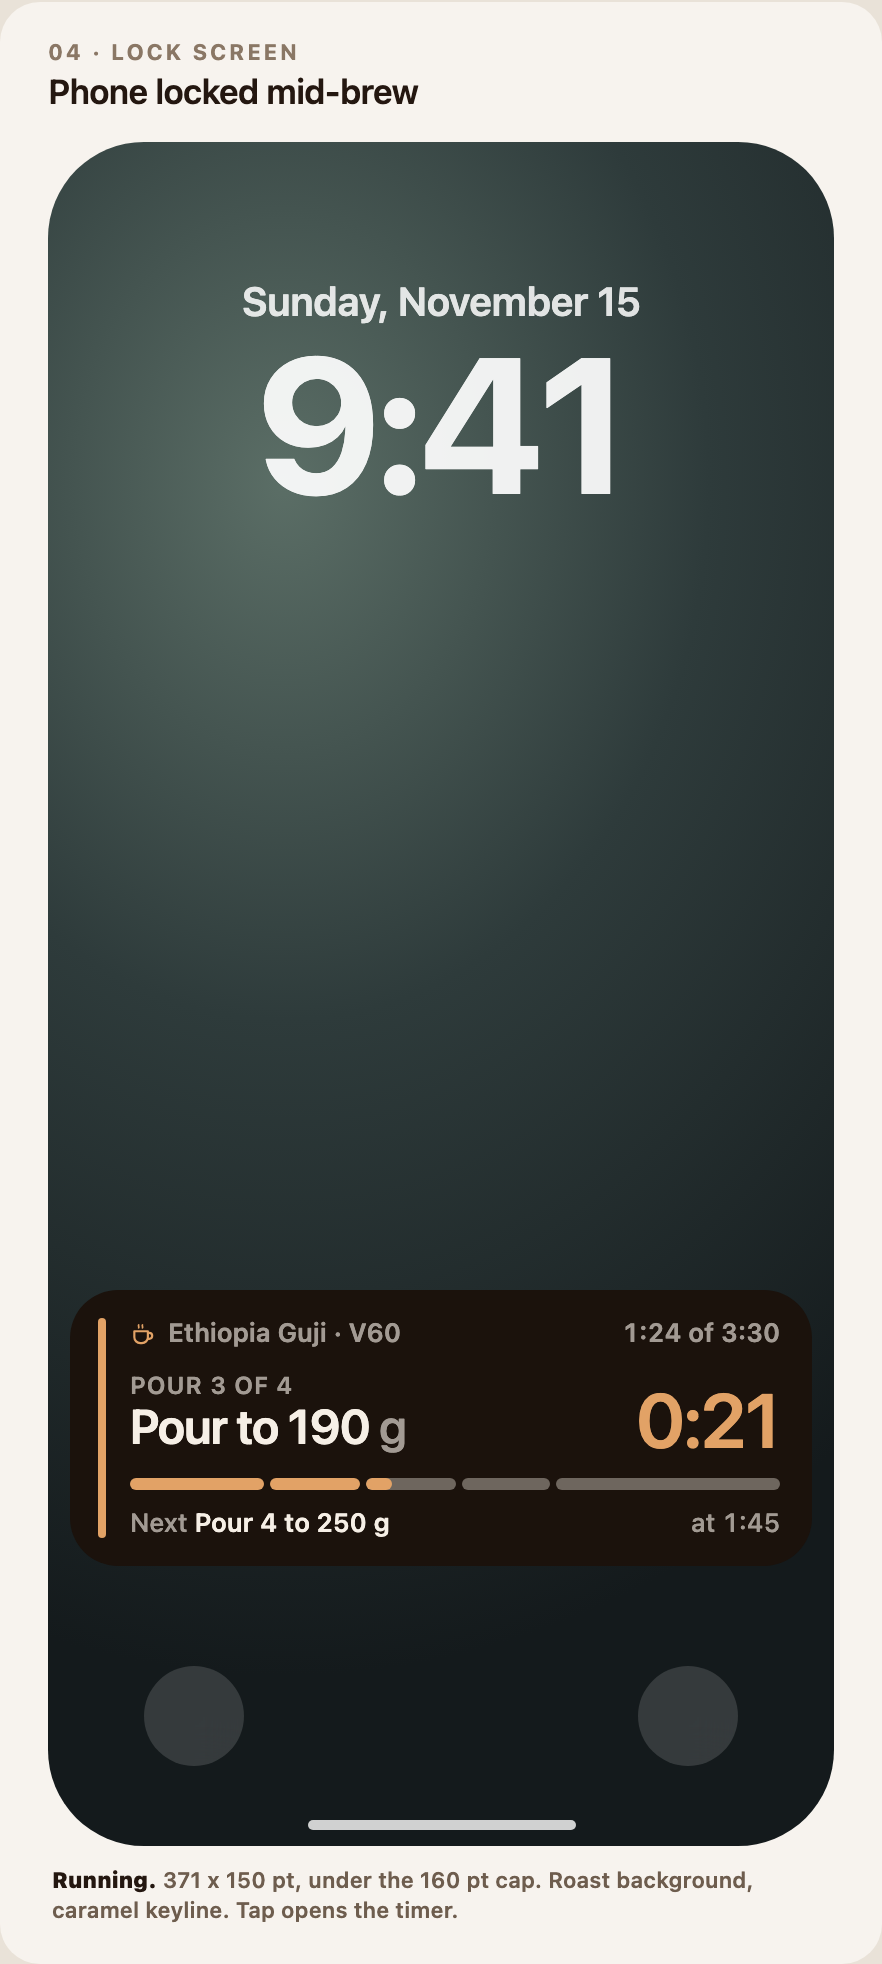 04 · LOCK SCREEN
Phone locked mid-brew
Sunday, November 15
9:41
Ethiopia Guji · V60 1:24 of 3:30
POUR 3 OF 4
Pour to 190 g 0:21
Next Pour 4 to 250 g at 1:45
Running. 371 x 150 pt, under the 160 pt cap. Roast background,
caramel keyline. Tap opens the timer.